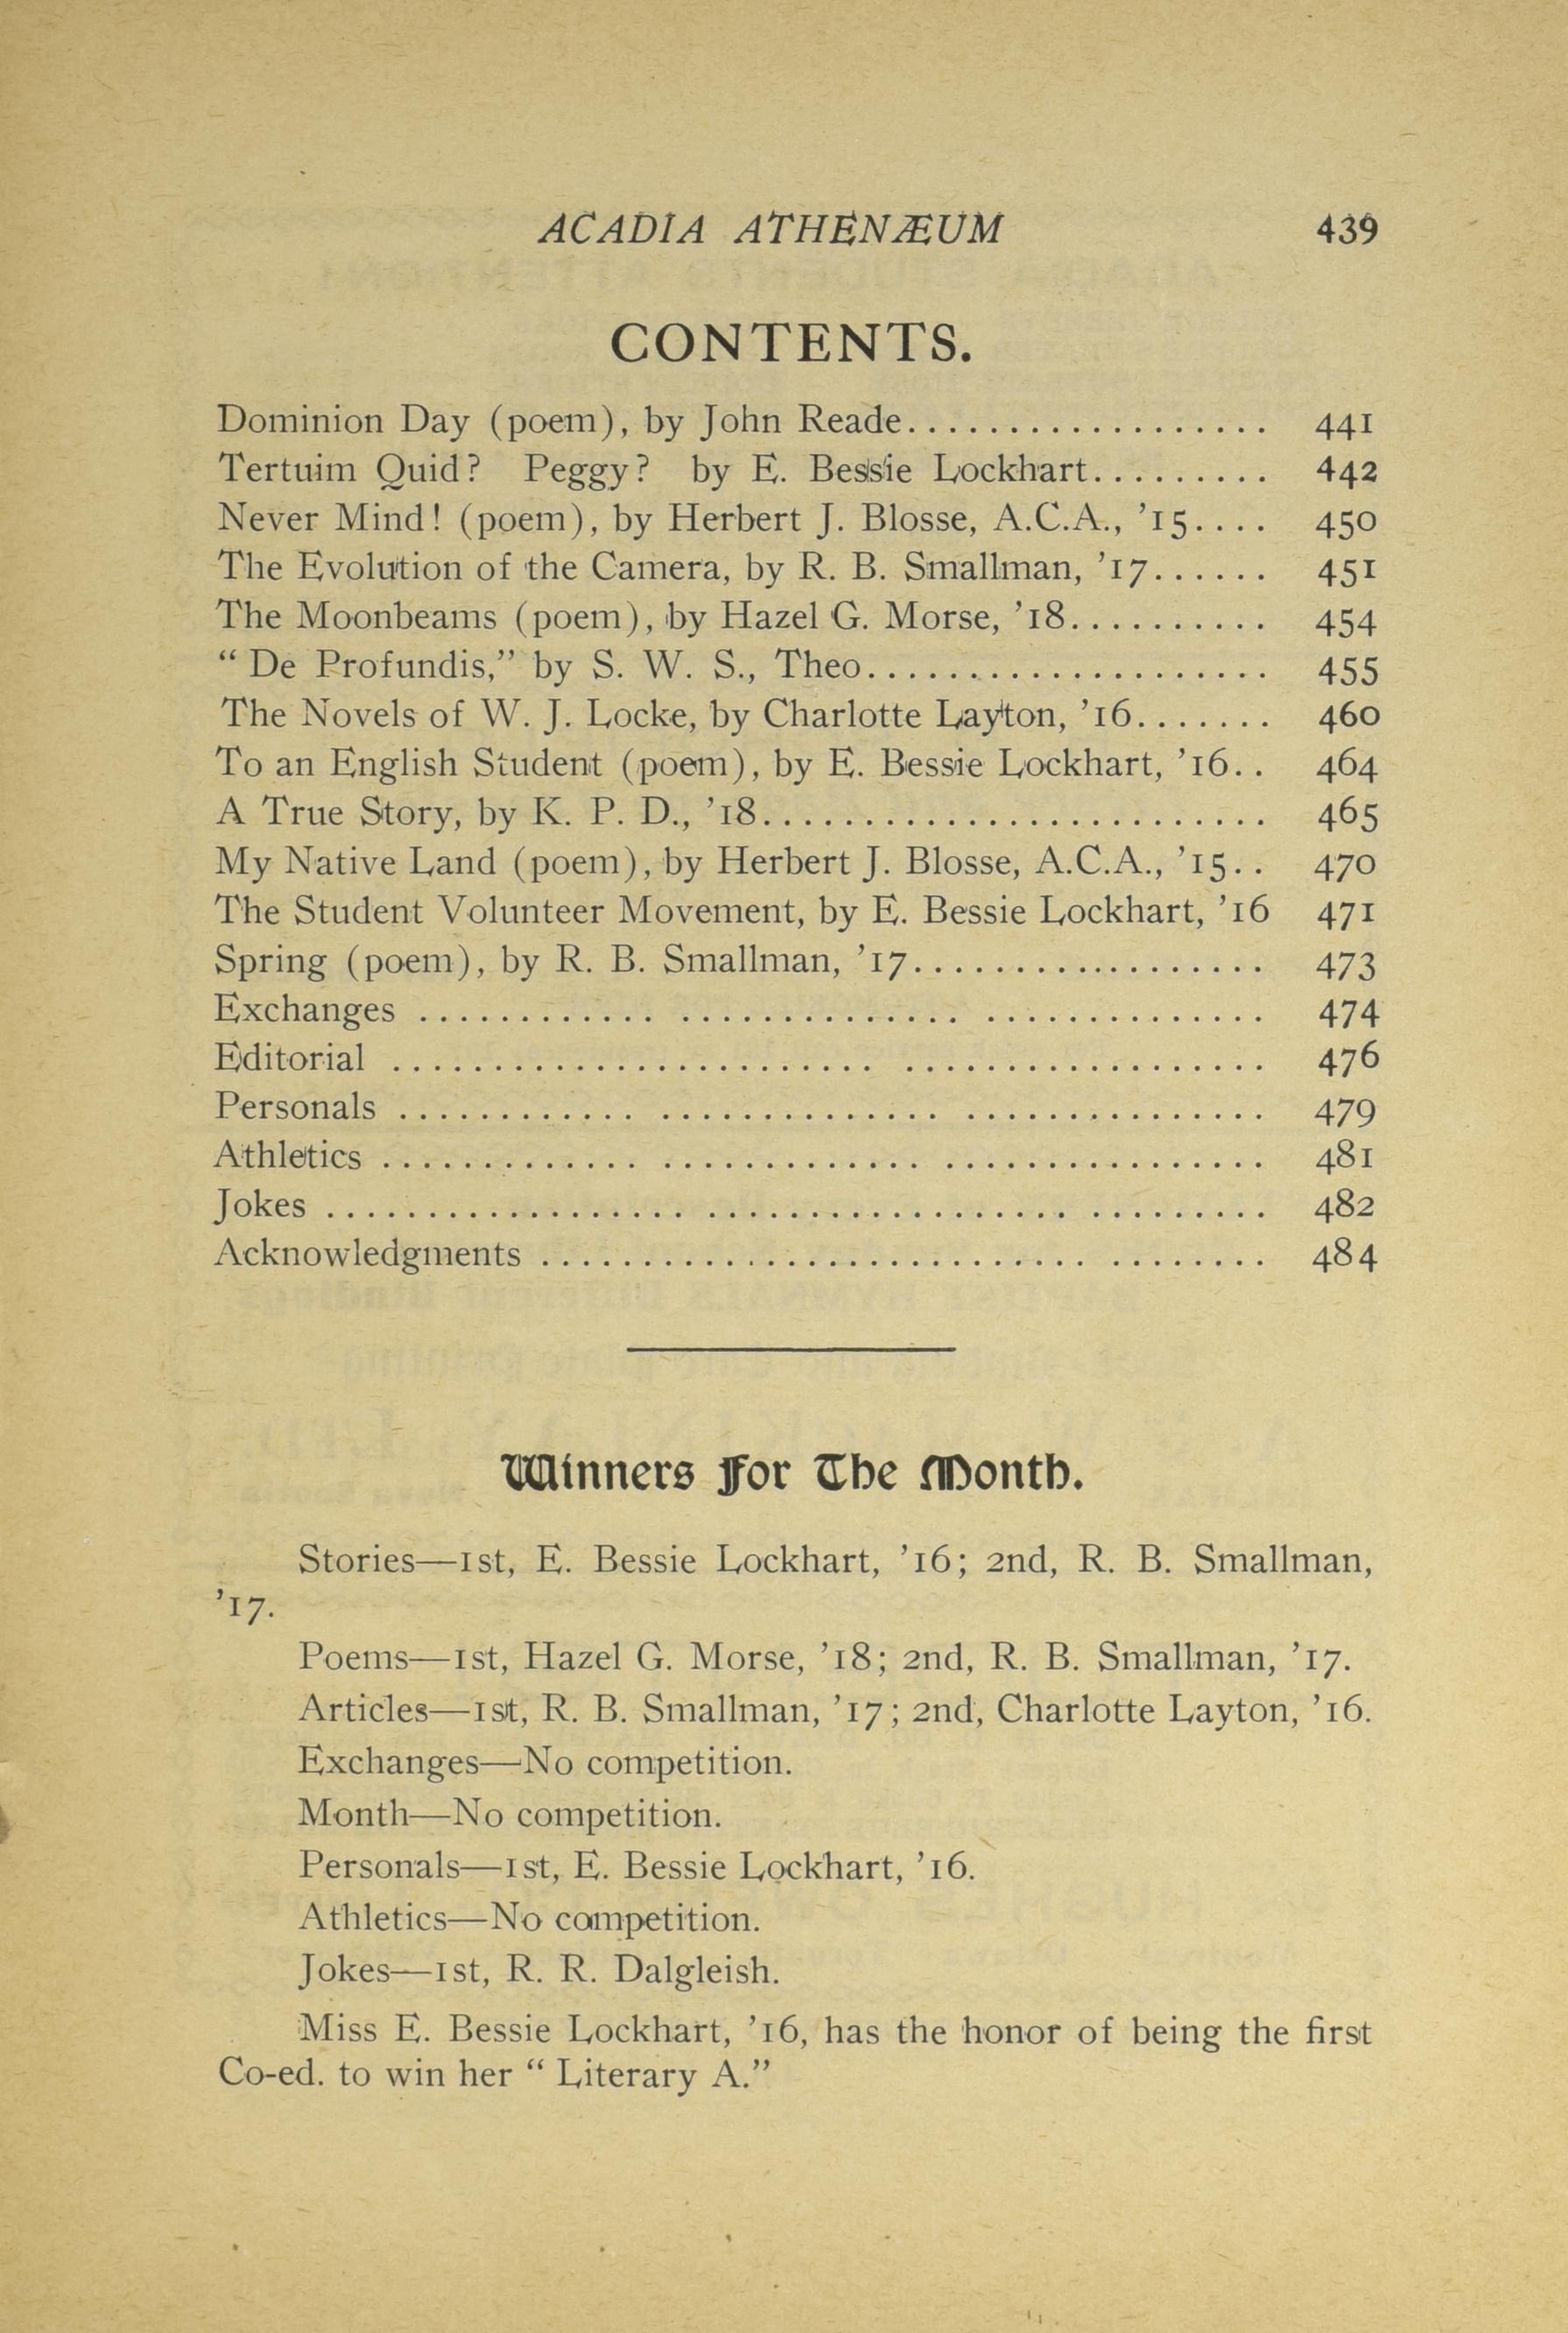 ACADIA ATHENÆUM 439
CONTENTS.
Dominion Day (poem), by John Reade.................. 441
Tertuim Quid? Peggy? by E. Bessie Lockhart......... 442
Never Mind! (poem), by Herbert J. Blosse, A.C.A., '15.... 450
The Evolution of the Camera, by R. B. Smallman, '17...... 451
The Moonbeams (poem), by Hazel G. Morse, '18.......... 454
“ De Profundis,” by S. W. S., Theo.................... 455
The Novels of W. J. Locke, by Charlotte Layton, '16....... 460
To an English Student (poem), by E. Bessie Lockhart, '16.. 464
A True Story, by K. P. D., '18......................... 465
My Native Land (poem), by Herbert J. Blosse, A.C.A., '15.. 470
The Student Volunteer Movement, by E. Bessie Lockhart, '16 471
Spring (poem), by R. B. Smallman, '17.................. 473
Exchanges ............ .............. .............. 474
Editorial ........................ .................. 476
Personals ............ .............. ............... 479
Athletics ............. ............. ................ 481
Jokes .................. .................. ......... 482
Acknowledgments ........................... ........ 484
Winners For The Month.
Stories—1st, E. Bessie Lockhart, '16; 2nd, R. B. Smallman,
'17.
Poems—1st, Hazel G. Morse, '18; 2nd, R. B. Smallman, '17.
Articles—1st, R. B. Smallman, '17; 2nd, Charlotte Layton, '16.
Exchanges—No competition.
Month—No competition.
Personals—1st, E. Bessie Lockhart, '16.
Athletics—No competition.
Jokes—1st, R. R. Dalgleish.
Miss E. Bessie Lockhart, '16, has the honor of being the first
Co-ed. to win her “ Literary A.”